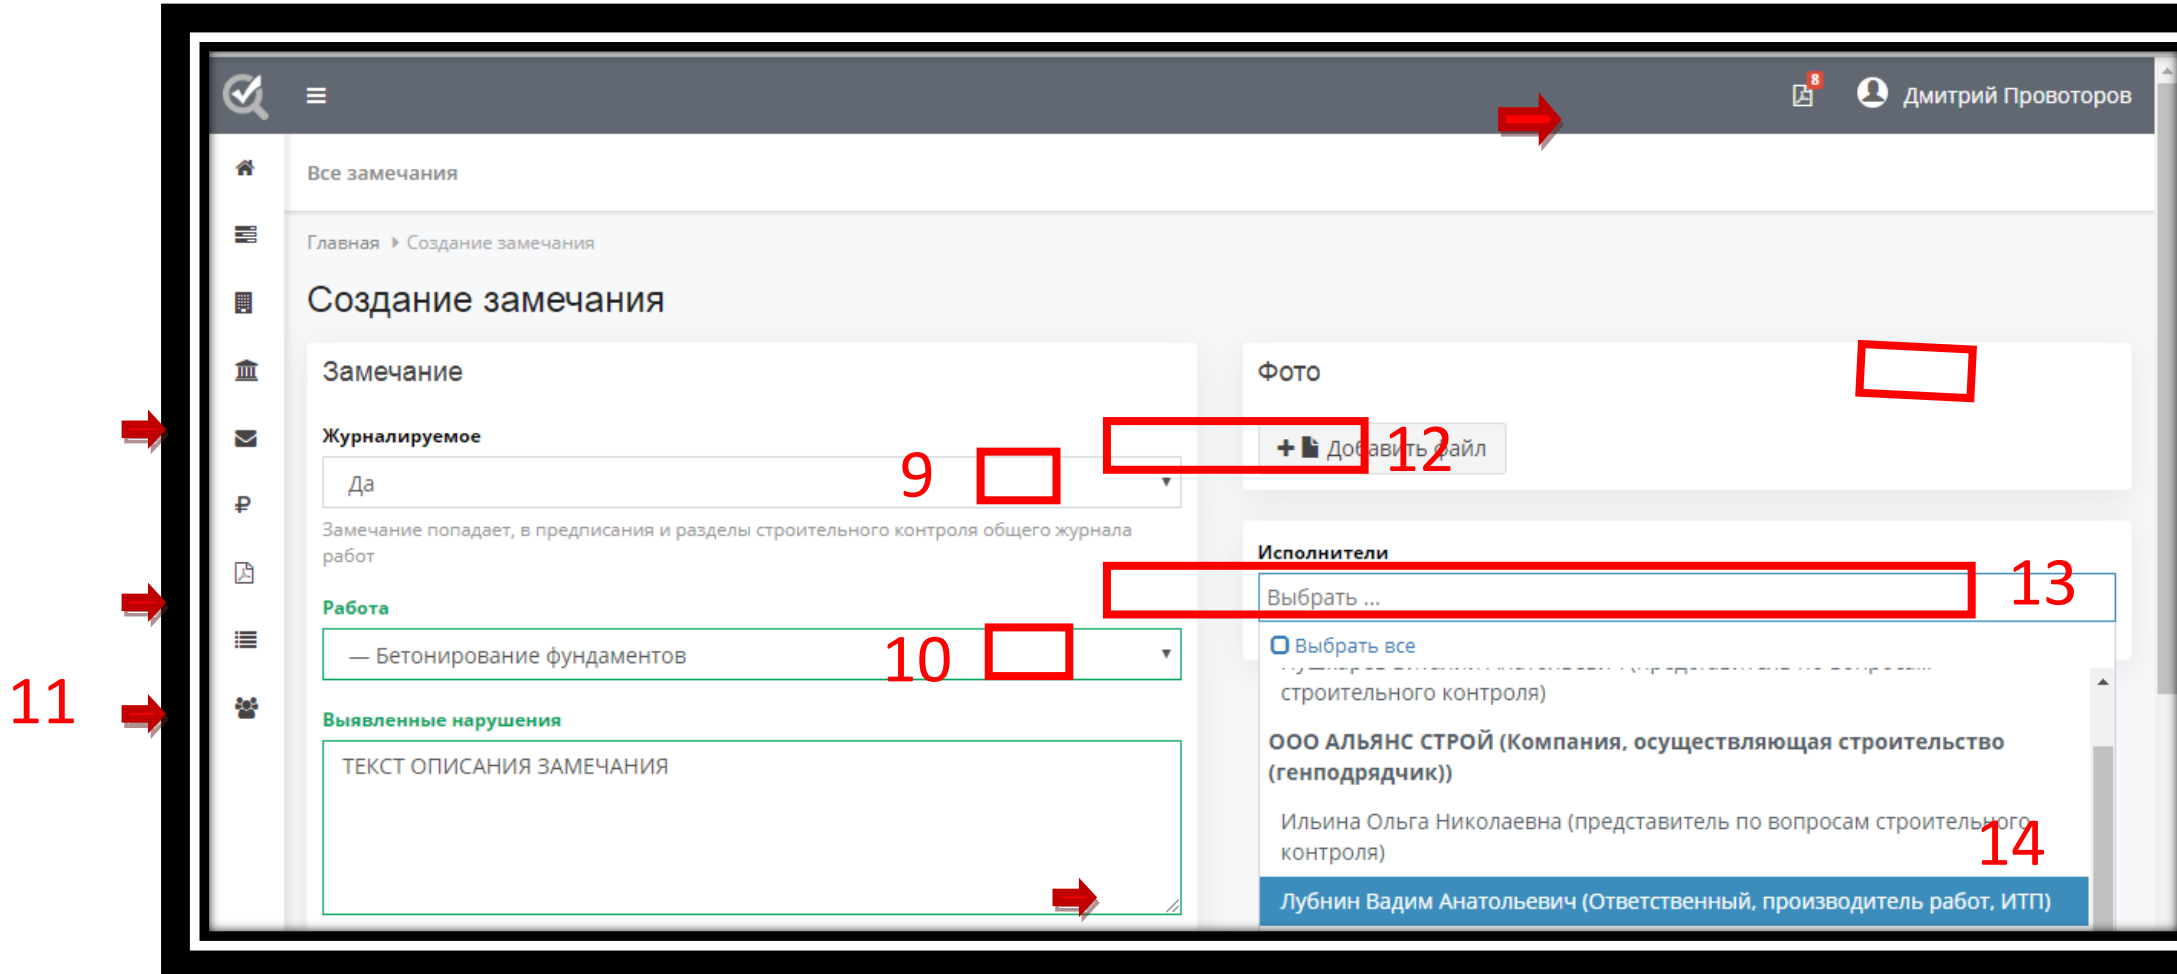 8
Дмитрий Провоторов
Все замечания
Главная Создание замечания
Создание замечания
Замечание
Журналируемое
Да
9
Замечание попадает, в предписания и разделы строительного контроля общего журнала
работ
Работа
— Бетонирование фундаментов
10
11
Выявленные нарушения
ТЕКСТ ОПИСАНИЯ ЗАМЕЧАНИЯ
Фото
Добавить файл
12
Исполнители
Выбрать ...
13
Выбрать все
строительного контроля)
ООО АЛЬЯНС СТРОЙ (Компания, осуществляющая строительство
(генподрядчик))
Ильина Ольга Николаевна (представитель по вопросам строительного
контроля)
14
Лубнин Вадим Анатольевич (Ответственный, производитель работ, ИТП)